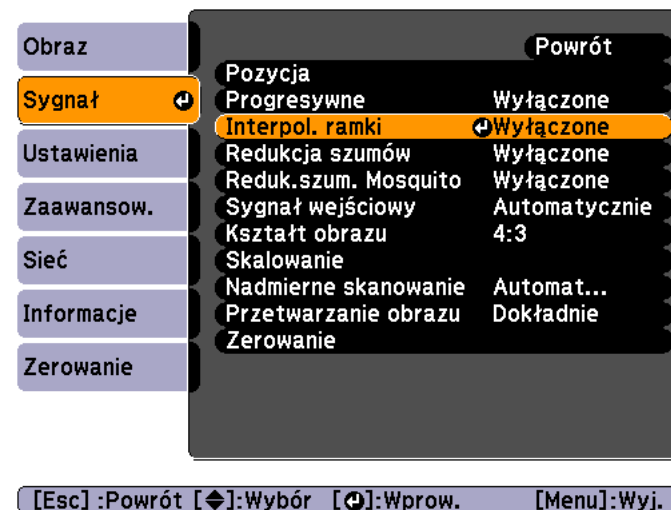 Obraz
Sygnał
Ustawienia
Zaawansow.
Sieć
Informacje
Zerowanie
Powrót
Pozycja
Progresywne Wyłączone
Interpol. ramki Wyłączone
Redukcja szumów Wyłączone
Reduk.szum. Mosquito Wyłączone
Sygnał wejściowy Automatycznie
Kształt obrazu 4:3
Skalowanie
Nadmierne skanowanie Automat...
Przetwarzanie obrazu Dokładnie
Zerowanie
[Esc] :Powrót [◆]:Wybór [↵]:Wprow. [Menu]:Wyj.